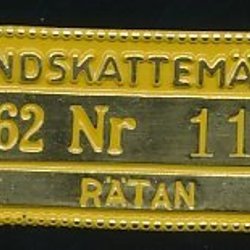 NDSKATTEMÄ
62 Nr 11
RÄTAN